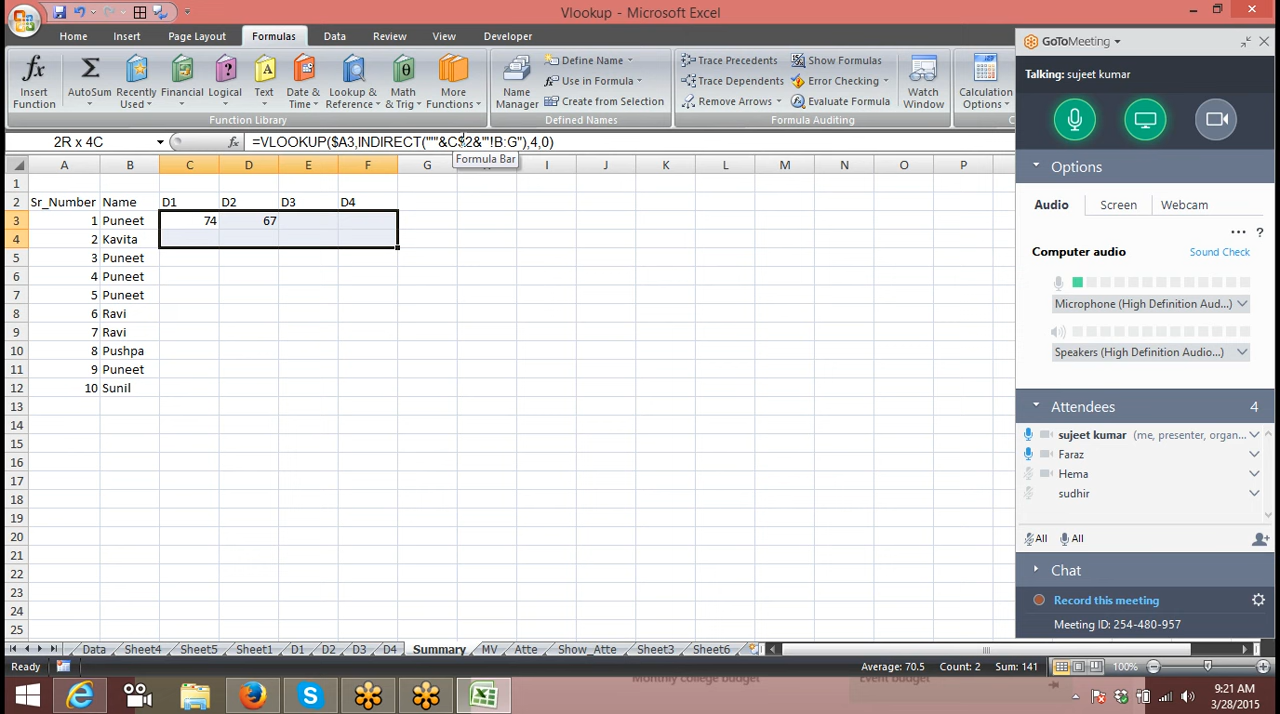 Vlookup - Microsoft Excel
Home Insert Page Layout Formulas Data Review View Developer
Insert Function
AutoSum
Recently Used
Financial
Logical
Text
Date & Time
Lookup & Reference
Math & Trig
More Functions
Function Library
Name Manager
Define Name
Use in Formula
Create from Selection
Defined Names
Trace Precedents
Trace Dependents
Remove Arrows
Show Formulas
Error Checking
Evaluate Formula
Formula Auditing
Watch Window
Calculation Options
2R x 4C
=VLOOKUP($A3,INDIRECT("'"&C$2&"'!B:G"),4,0)
Formula Bar
A B C D E F G I J K L M N O P
1
2 Sr_Number Name D1 D2 D3 D4
3 1 Puneet 74 67
4 2 Kavita
5 3 Puneet
6 4 Puneet
7 5 Puneet
8 6 Ravi
9 7 Ravi
10 8 Pushpa
11 9 Puneet
12 10 Sunil
13
14
15
16
17
18
19
20
21
22
23
24
25
Data Sheet4 Sheet5 Sheet1 D1 D2 D3 D4 Summary MV Atte Show_Atte Sheet3 Sheet6
Ready Average: 70.5 Count: 2 Sum: 141 100%
Monthly college budget Event budget
9:21 AM
3/28/2015
GoToMeeting
Talking: sujeet kumar
Options
Audio Screen Webcam
... ?
Computer audio Sound Check
Microphone (High Definition Aud...)
Speakers (High Definition Audio...)
Attendees 4
sujeet kumar (me, presenter, organ...
Faraz
Hema
sudhir
All All
Chat
Record this meeting
Meeting ID: 254-480-957